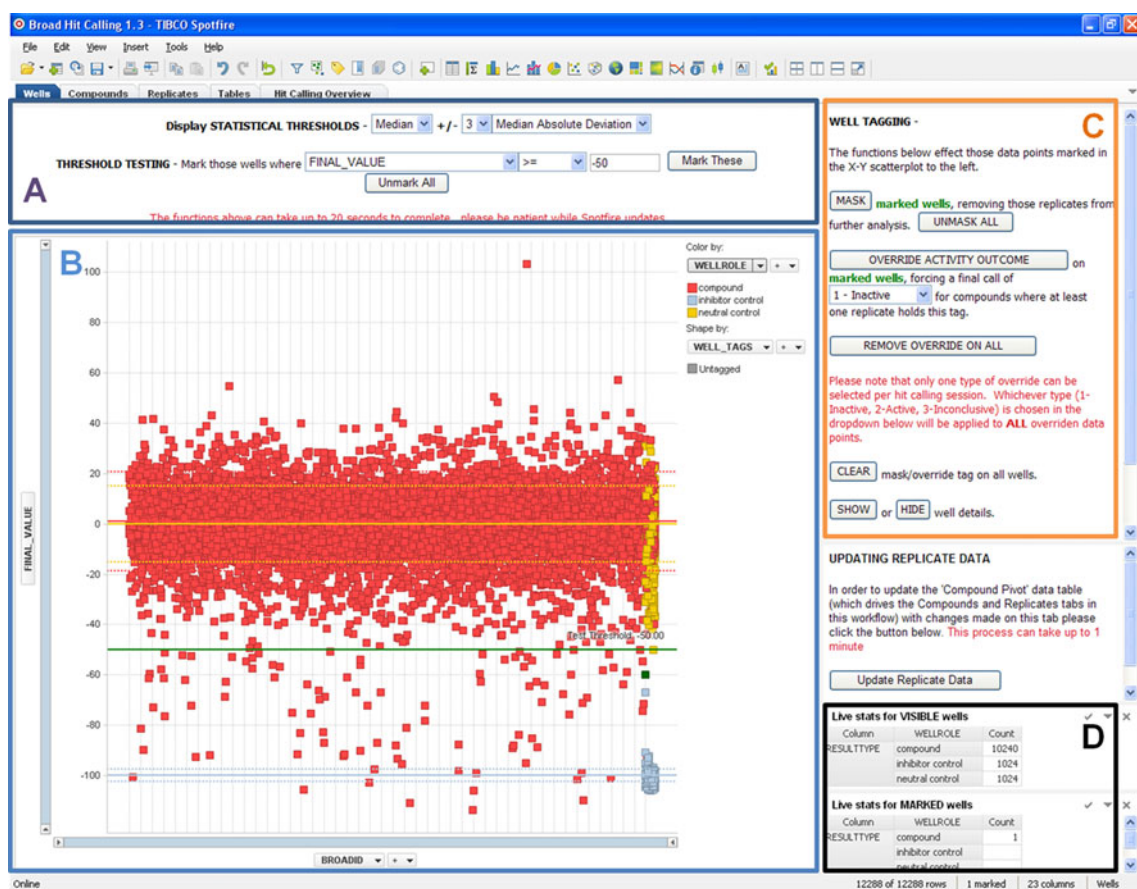 Broad Hit Calling 1.3 - TIBCO Spotfire
File Edit View Insert Tools Help
Wells Compounds Replicates Tables Hit Calling Overview
Display STATISTICAL THRESHOLDS - Median +/- 3 Median Absolute Deviation
THRESHOLD TESTING - Mark those wells where FINAL_VALUE >= -50 Mark These
Unmark All
A
The functions above can take up to 20 seconds to complete, please be patient while Spotfire updates
B
100
80
60
40
20
0
-20
-40
-60
-80
-100
FINAL_VALUE
Test Threshold, -50.00
BROADID + 
Color by:
WELLROLE +
compound
inhibitor control
neutral control
Shape by:
WELL_TAGS +
Untagged
WELL TAGGING -
C
The functions below effect those data points marked in
the X-Y scatterplot to the left.
MASK marked wells, removing those replicates from
further analysis. UNMASK ALL
OVERRIDE ACTIVITY OUTCOME on
marked wells, forcing a final call of
1 - Inactive for compounds where at least
one replicate holds this tag.
REMOVE OVERRIDE ON ALL
Please note that only one type of override can be
selected per hit calling session. Whichever type (1-
Inactive, 2-Active, 3-Inconclusive) is chosen in the
dropdown below will be applied to ALL overriden data
points.
CLEAR mask/override tag on all wells.
SHOW or HIDE well details.
UPDATING REPLICATE DATA
In order to update the 'Compound Pivot' data table
(which drives the Compounds and Replicates tabs in
this workflow) with changes made on this tab please
click the button below. This process can take up to 1
minute
Update Replicate Data
Live stats for VISIBLE wells
D
Column WELLROLE Count
RESULTTYPE compound 10240
inhibitor control 1024
neutral control 1024
Live stats for MARKED wells
Column WELLROLE Count
RESULTTYPE compound 1
inhibitor control
neutral control
Online 12288 of 12288 rows 1 marked 23 columns Wells